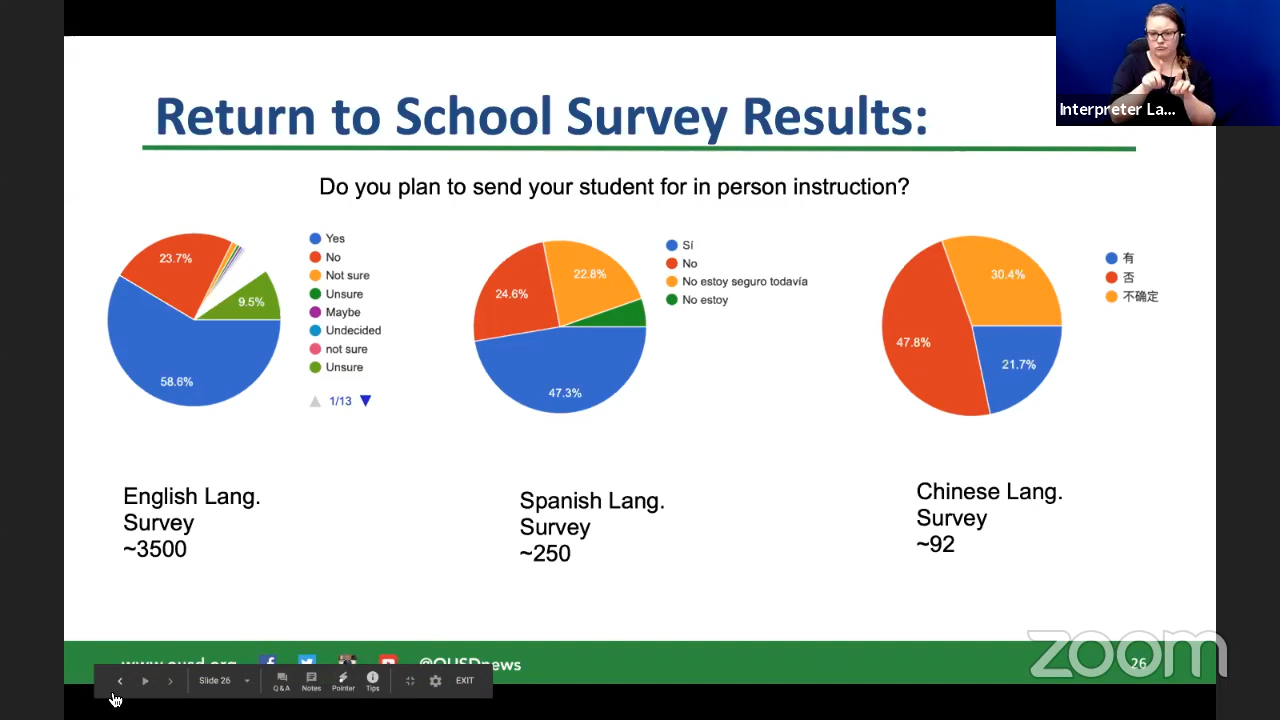 Return to School Survey Results:
Interpreter La...
Do you plan to send your student for in person instruction?
23.7%
9.5%
58.6%
Yes
No
Not sure
Unsure
Maybe
Undecided
not sure
Unsure
1/13
24.6%
22.8%
47.3%
Sí
No
No estoy seguro todavía
No estoy
30.4%
47.8%
21.7%
有
否
不确定
English Lang.
Survey
~3500
Spanish Lang.
Survey
~250
Chinese Lang.
Survey
~92
www.ousd.org
@OUSDnews
26
zoom
Slide 26
Q&A
Notes
Pointer
Tips
EXIT